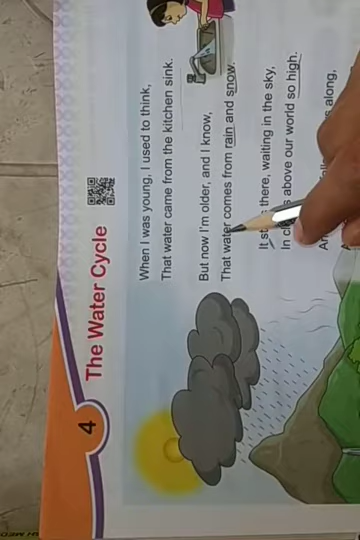 4
The Water Cycle
When I was young, I used to think,
That water came from the kitchen sink.
But now I'm older, and I know,
That water comes from rain and snow.
It there, waiting in the sky,
In above our world so high.
along,